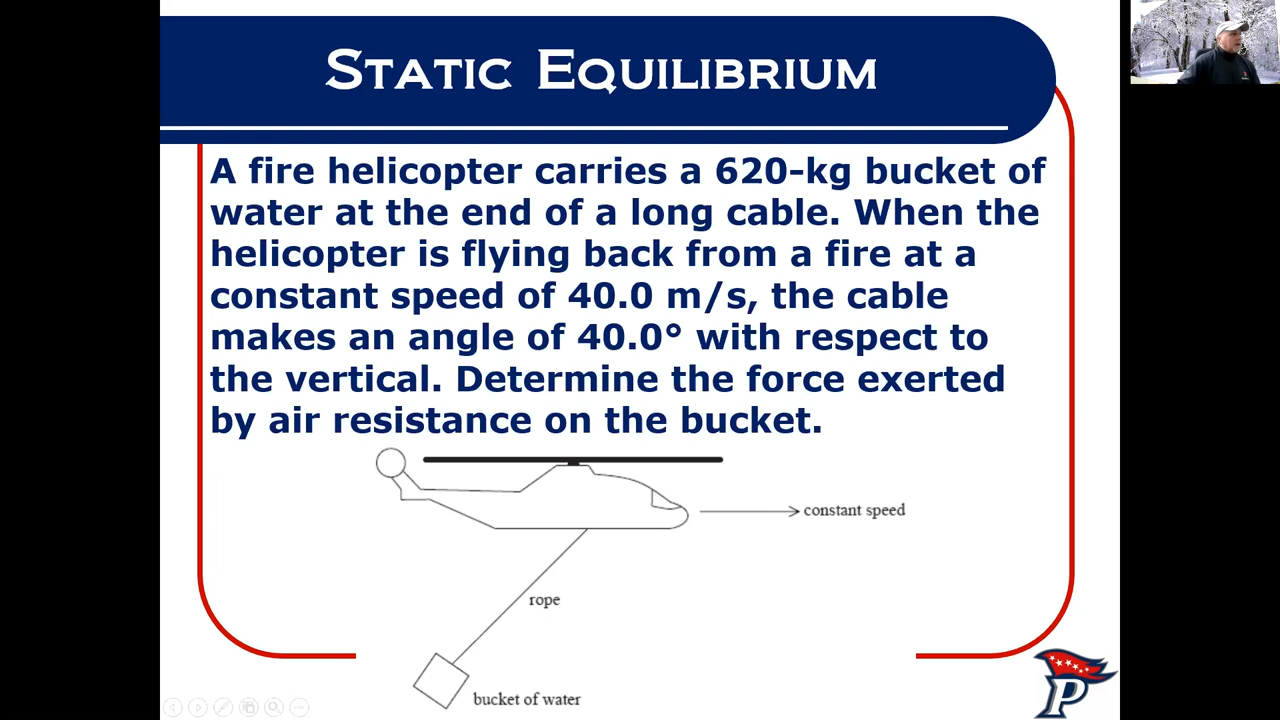 STATIC EQUILIBRIUM
A fire helicopter carries a 620-kg bucket of
water at the end of a long cable. When the
helicopter is flying back from a fire at a
constant speed of 40.0 m/s, the cable
makes an angle of 40.0° with respect to
the vertical. Determine the force exerted
by air resistance on the bucket.
constant speed
rope
bucket of water
P